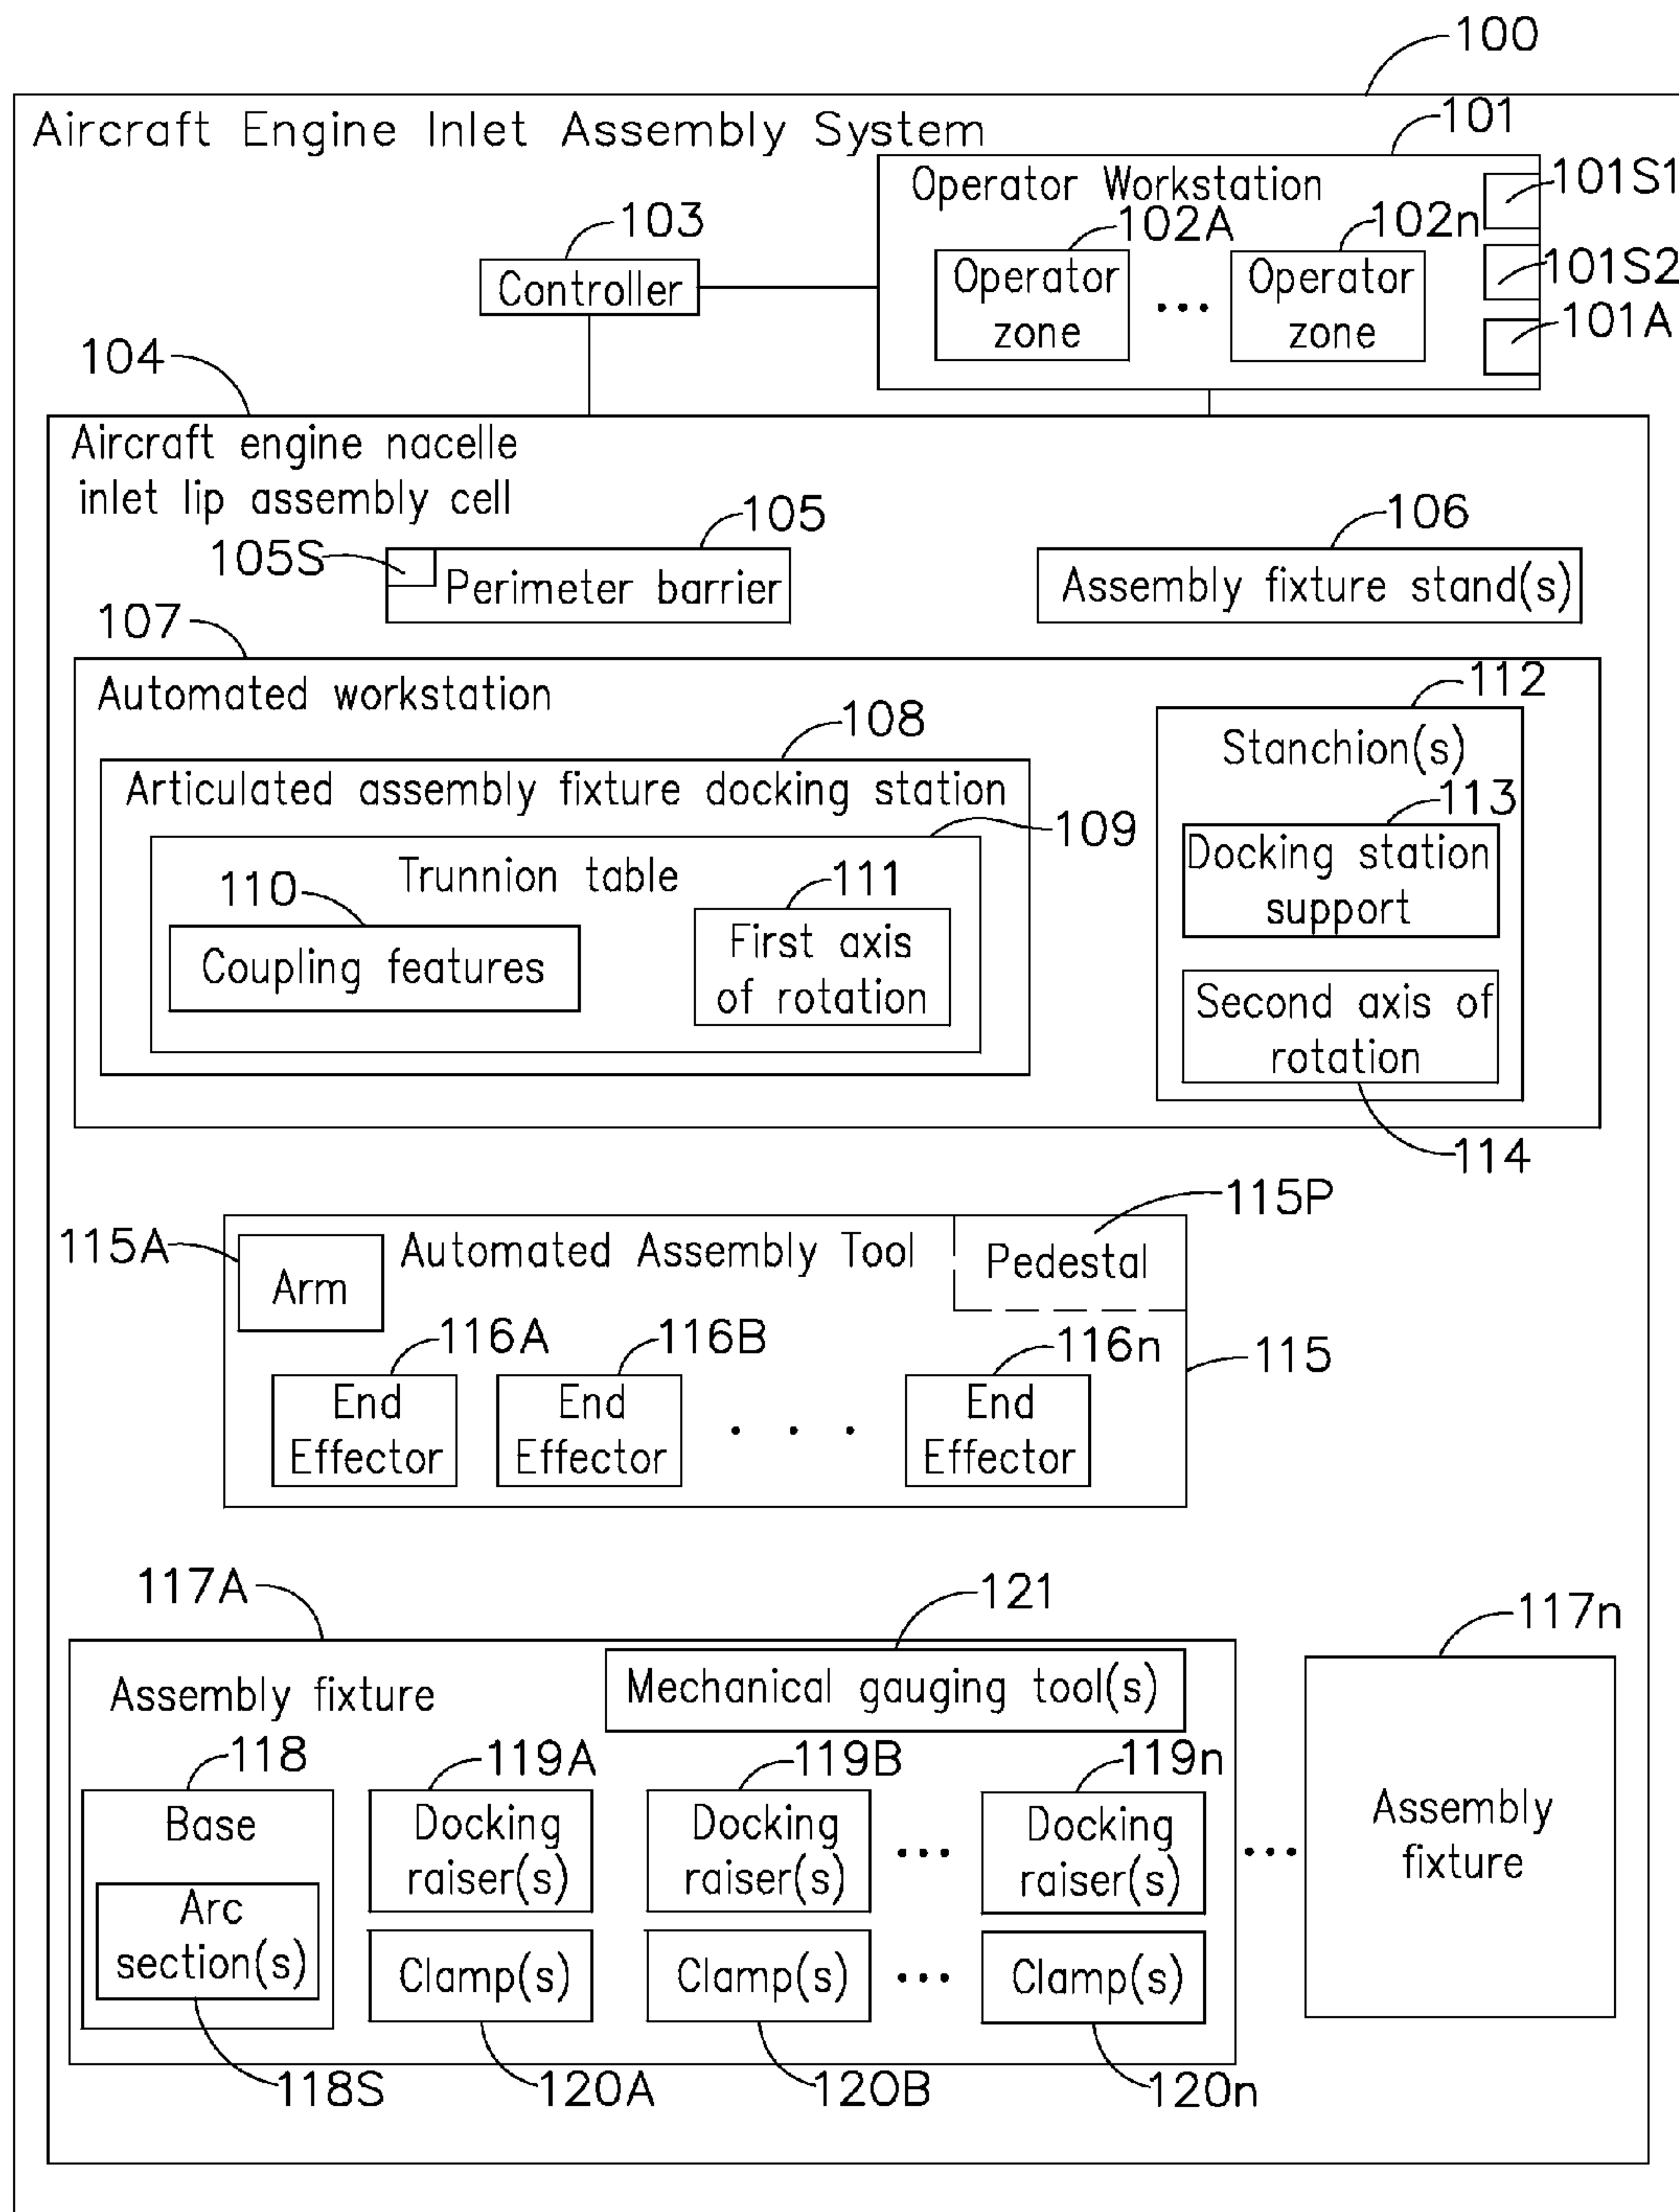 100
Aircraft Engine Inlet Assembly System
101
Operator Workstation
101S1
103
102A
102n
101S2
Controller
Operator
zone
...
Operator
zone
101A
104
Aircraft engine nacelle
inlet lip assembly cell
105
106
105S
Perimeter barrier
Assembly fixture stand(s)
107
Automated workstation
112
108
Stanchion(s)
Articulated assembly fixture docking station
113
109
Docking station
support
Trunnion table
110
111
Coupling features
First axis
of rotation
Second axis of
rotation
114
115P
115A
Automated Assembly Tool
Pedestal
Arm
116A
116B
116n
115
End
Effector
End
Effector
. . .
End
Effector
117A
121
117n
Mechanical gauging tool(s)
Assembly fixture
118
119A
119B
119n
Base
Docking
raiser(s)
Docking
raiser(s)
...
Docking
raiser(s)
...
Assembly
fixture
Arc
section(s)
Clamp(s)
Clamp(s)
...
Clamp(s)
118S
120A
120B
120n